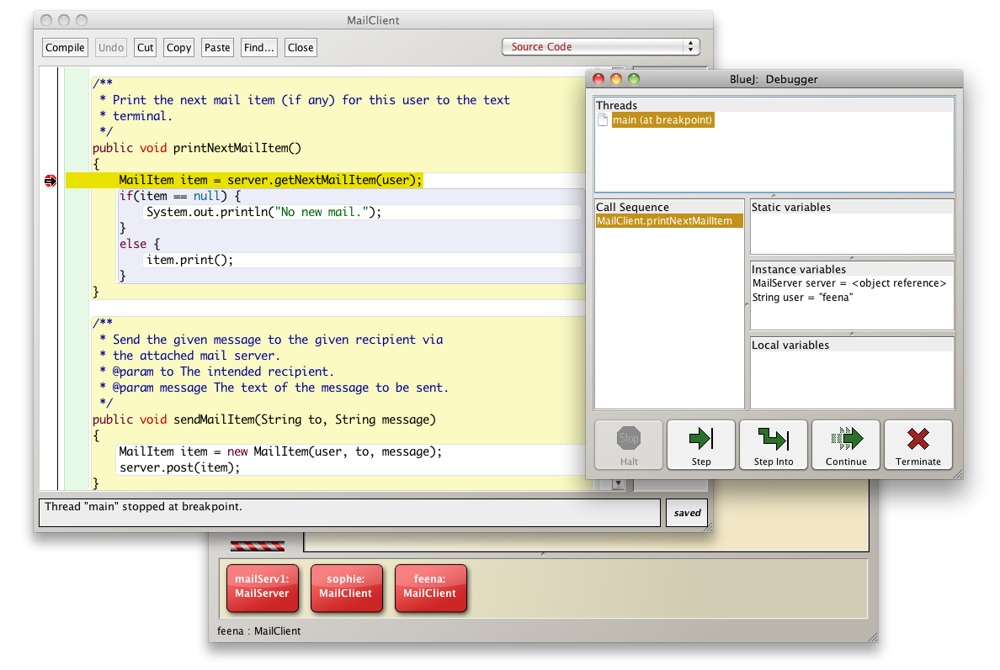 MailClient
Compile Undo Cut Copy Paste Find... Close Source Code
/**
* Print the next mail item (if any) for this user to the text
* terminal.
*/
public void printNextMailItem()
{
MailItem item = server.getNextMailItem(user);
if(item == null) {
System.out.println("No new mail.");
}
else {
item.print();
}
}
/**
* Send the given message to the given recipient via
* the attached mail server.
* @param to The intended recipient.
* @param message The text of the message to be sent.
*/
public void sendMailItem(String to, String message)
{
MailItem item = new MailItem(user, to, message);
server.post(item);
}
Thread "main" stopped at breakpoint.
saved
BlueJ: Debugger
Threads
main (at breakpoint)
Call Sequence
MailClient.printNextMailItem
Static variables
Instance variables
MailServer server = <object reference>
String user = "feena"
Local variables
Stop
Halt Step Step Into Continue Terminate
mailServ1:
MailServer
sophie:
MailClient
feena:
MailClient
feena : MailClient